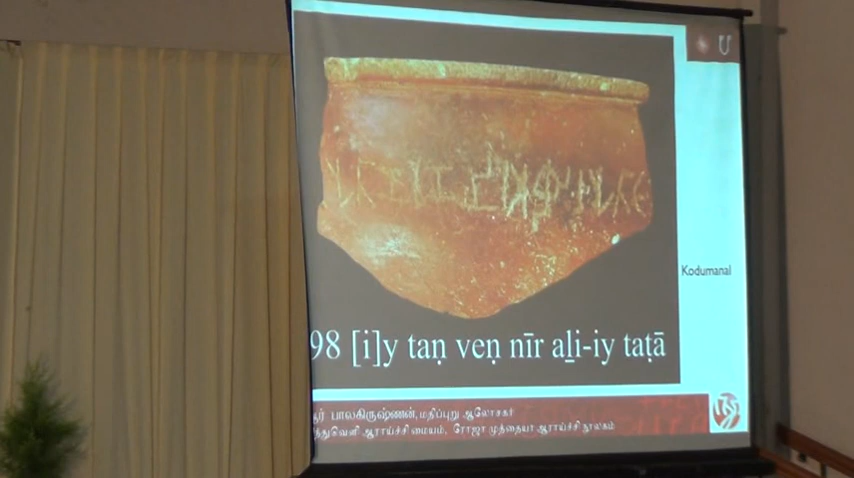 Kodumanal
98 [i]y taṇ veṇ nīr aḻi-iy taṭā
பாலகிருஷ்ணன், மதிப்புறு ஆலோசகர்
ஆராய்ச்சி மையம், ரோஜா முத்தையா ஆராய்ச்சி நூலகம்